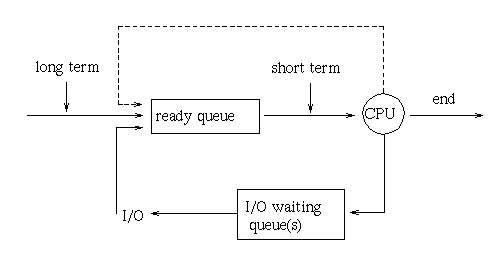 long term
short term
end
ready queue
CPU
I/O
I/O waiting
queue(s)